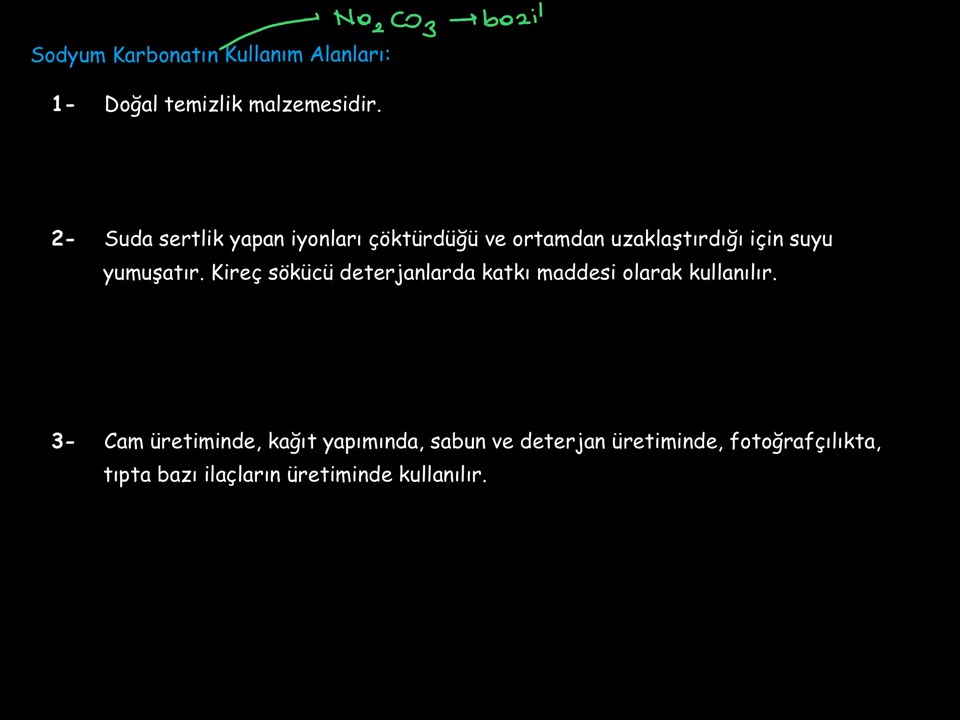 Na₂CO₃ → bazik
Sodyum Karbonatın Kullanım Alanları:
1- Doğal temizlik malzemesidir.
2- Suda sertlik yapan iyonları çöktürdüğü ve ortamdan uzaklaştırdığı için suyu
yumuşatır. Kireç sökücü deterjanlarda katkı maddesi olarak kullanılır.
3- Cam üretiminde, kağıt yapımında, sabun ve deterjan üretiminde, fotoğrafçılıkta,
tıpta bazı ilaçların üretiminde kullanılır.